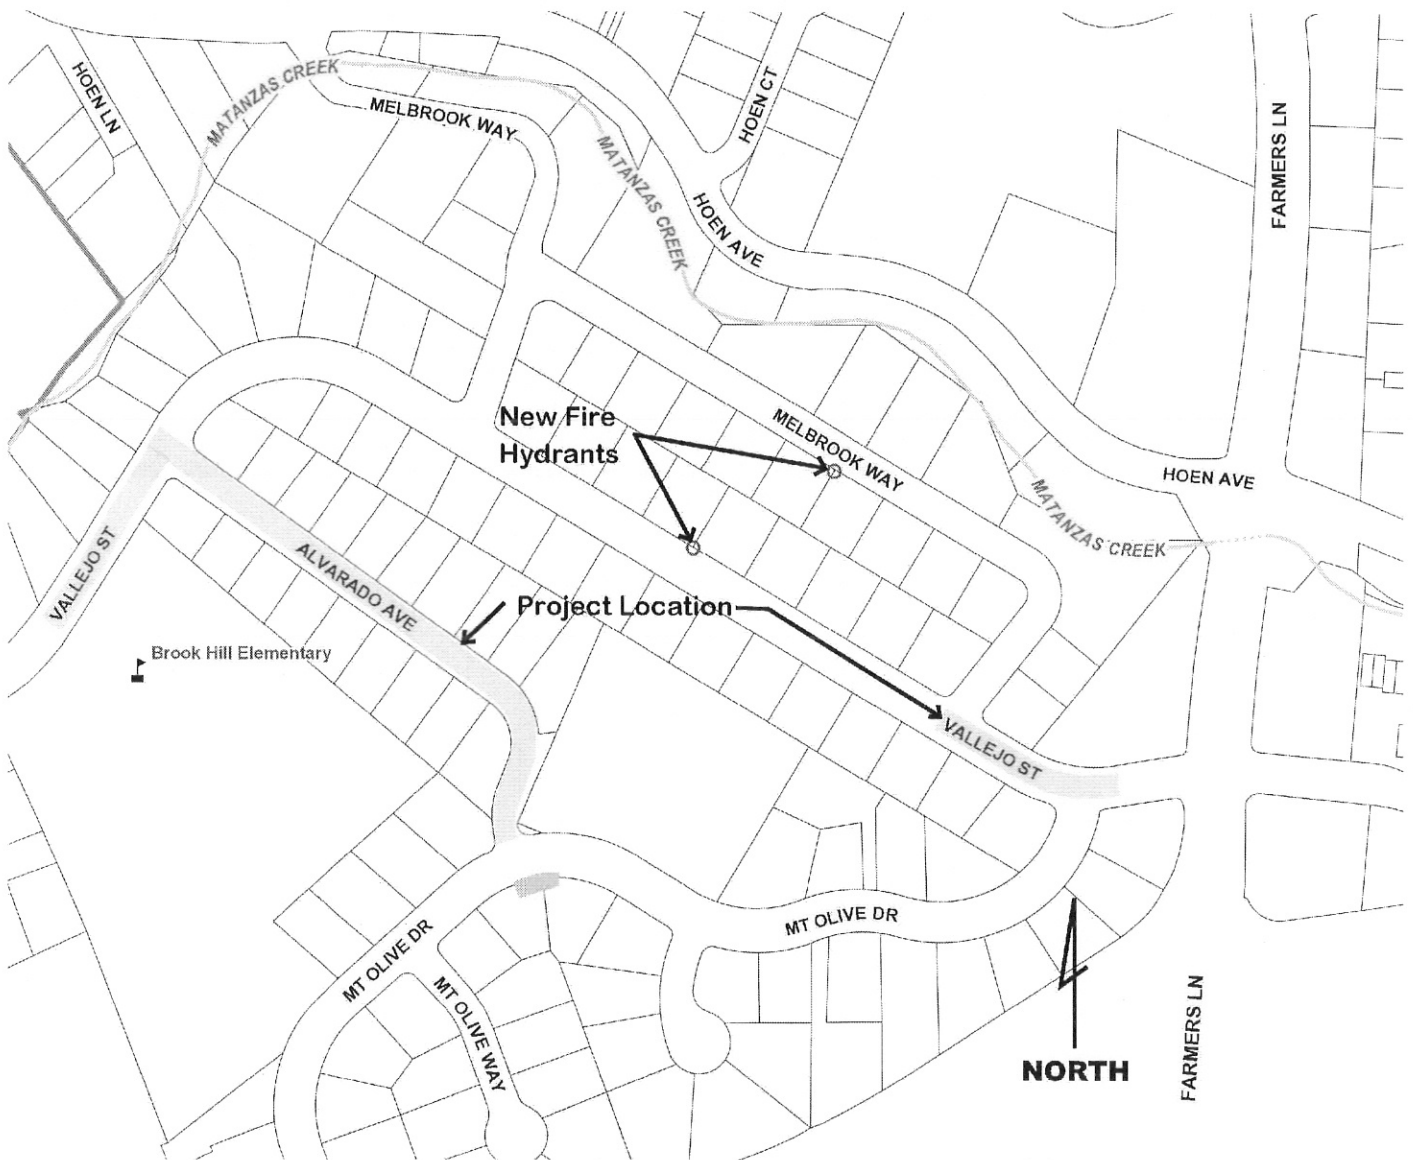 HOEN LN
MATANZAS CREEK
MELBROOK WAY
HOEN CT
MATANZAS CREEK
HOEN AVE
FARMERS LN
New Fire
Hydrants
MELBROOK WAY
HOEN AVE
MATANZAS CREEK
VALLEJO ST
ALVARADO AVE
Project Location
Brook Hill Elementary
VALLEJO ST
MT OLIVE DR
MT OLIVE DR
MT OLIVE WAY
FARMERS LN
NORTH